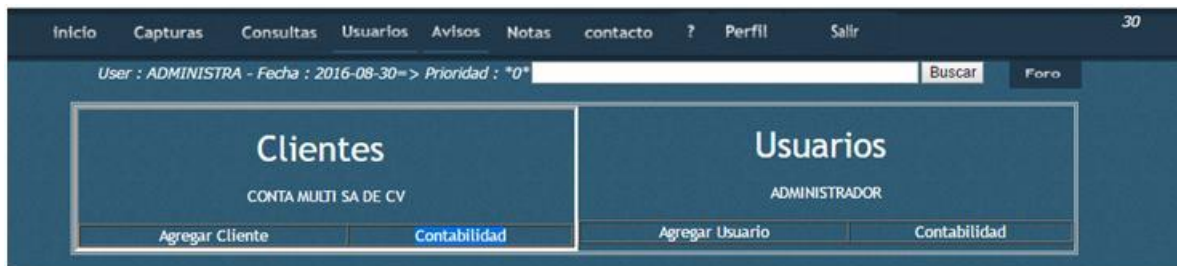 Inicio Capturas Consultas Usuarios Avisos Notas contacto ? Perfil Salir 30
User : ADMINISTRA - Fecha : 2016-08-30=> Prioridad : *0* Buscar Foro
Clientes Usuarios
CONTA MULTI SA DE CV ADMINISTRADOR
Agregar Cliente Contabilidad Agregar Usuario Contabilidad